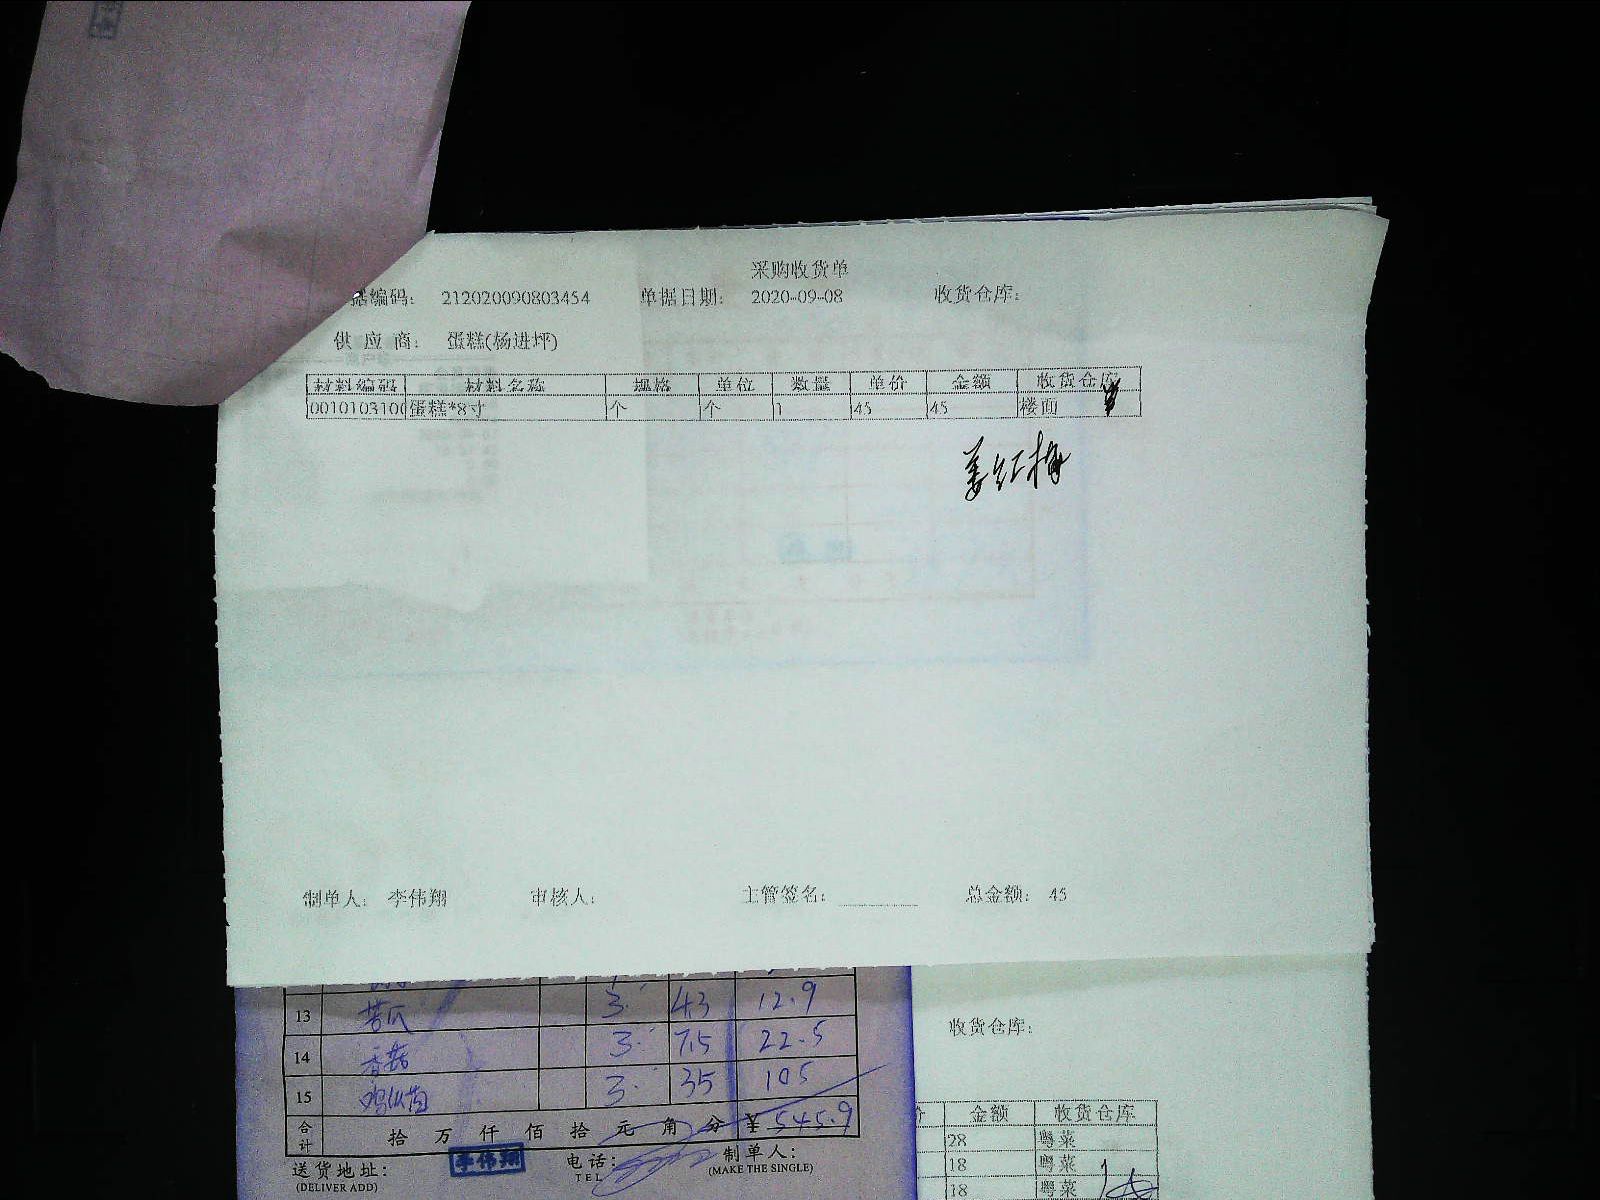 采购收货单
据编码： 212020090803454 单据日期： 2020-09-08 收货仓库：
供 应 商： 蛋糕(杨进坪)
材料编码 材料名称 规格 单位 数量 单价 金额 收货仓库
0010103100 蛋糕*8寸 个 个 1 45 45 楼面
姜红梅
制单人： 李伟翔 审核人： 主管签名： 总金额： 45
13 苦瓜 3 4.3 12.9
14 香菇 3 7.5 22.5
15 3 35 105
合计 拾 万 仟 佰 拾 元 角 分 ¥ 545.9
送货地址： 李伟翔 电话： 制单人：
(DELIVER ADD) TEL (MAKE THE SINGLE)
收货仓库：
价 金额 收货仓库
28 粤菜
18 粤菜
18 粤菜